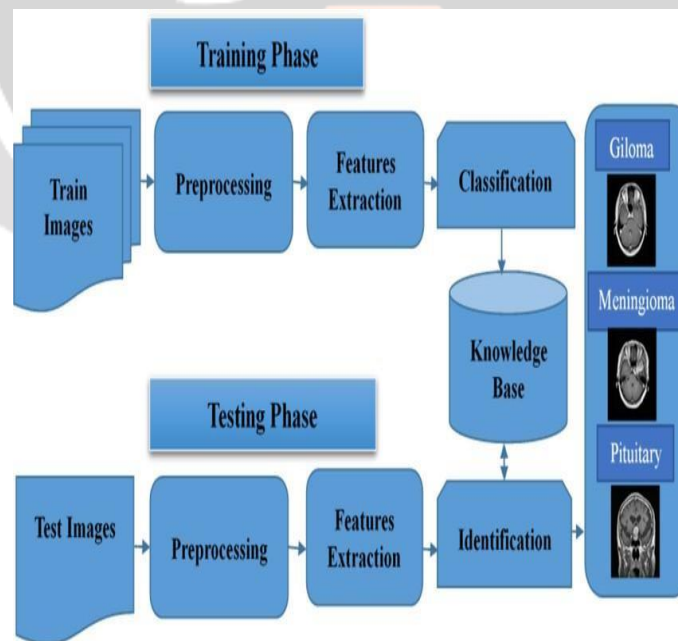 Training Phase
Train
Images
Preprocessing
Features
Extraction
Classification
Giloma
Meningioma
Pituitary
Knowledge
Base
Testing Phase
Test Images
Preprocessing
Features
Extraction
Identification